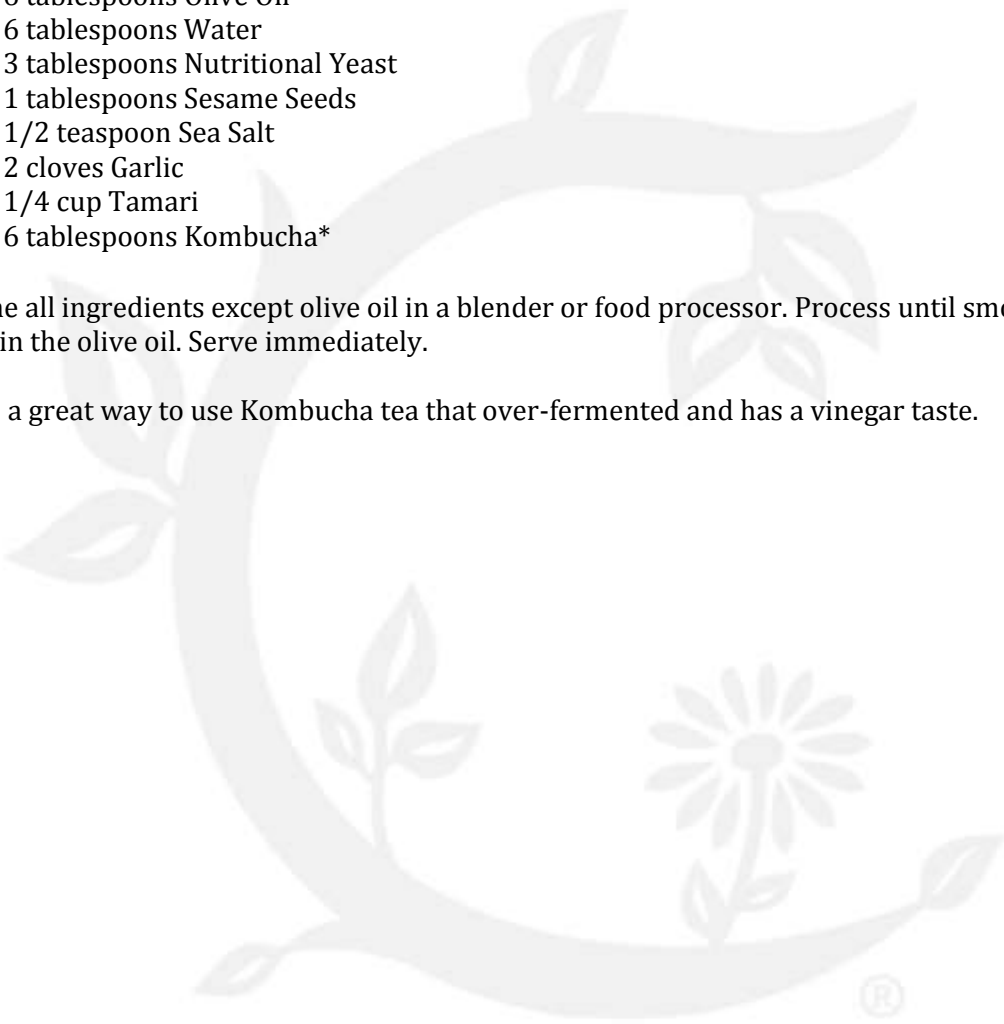 tablespoons Olive Oil
6 tablespoons Water
3 tablespoons Nutritional Yeast
1 tablespoons Sesame Seeds
1/2 teaspoon Sea Salt
2 cloves Garlic
1/4 cup Tamari
6 tablespoons Kombucha*
all ingredients except olive oil in a blender or food processor. Process until
in the olive oil. Serve immediately.
a great way to use Kombucha tea that over-fermented and has a vinegar taste.
®